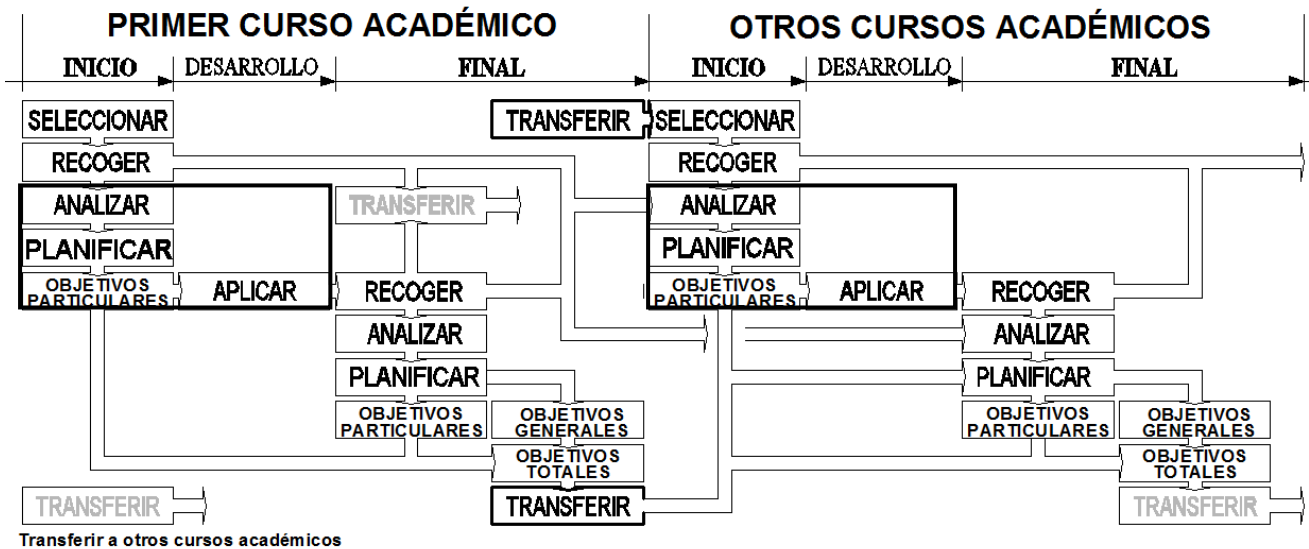 PRIMER CURSO ACADÉMICO
OTROS CURSOS ACADÉMICOS
INICIO
DESARROLLO
FINAL
INICIO
DESARROLLO
FINAL
SELECCIONAR
TRANSFERIR
SELECCIONAR
RECOGER
RECOGER
ANALIZAR
TRANSFERIR
ANALIZAR
PLANIFICAR
PLANIFICAR
OBJETIVOS
PARTICULARES
APLICAR
RECOGER
OBJETIVOS
PARTICULARES
APLICAR
RECOGER
ANALIZAR
ANALIZAR
PLANIFICAR
PLANIFICAR
OBJETIVOS
PARTICULARES
OBJETIVOS
GENERALES
OBJETIVOS
PARTICULARES
OBJETIVOS
GENERALES
OBJETIVOS
TOTALES
OBJETIVOS
TOTALES
TRANSFERIR
TRANSFERIR
TRANSFERIR
Transferir a otros cursos académicos